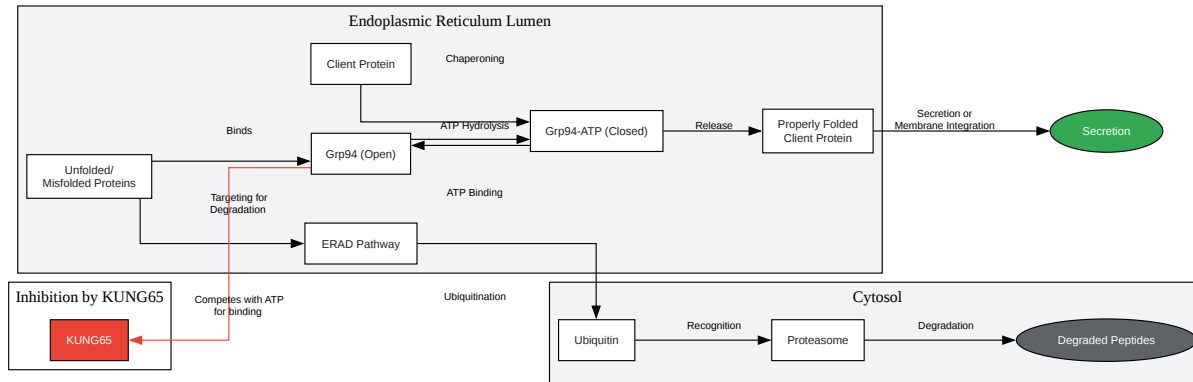 Endoplasmic Reticulum Lumen
Client Protein
Chaperoning
Secretion or
Membrane Integration
Binds
ATP Hydrolysis
Grp94-ATP (Closed)
Release
Properly Folded
Client Protein
Secretion
Grp94 (Open)
Unfolded/
Misfolded Proteins
Targeting for
Degradation
ATP Binding
ERAD Pathway
Inhibition by KUNG65
Competes with ATP
for binding
Ubiquitination
Cytosol
KUNG65
Ubiquitin
Recognition
Proteasome
Degradation
Degraded Peptides